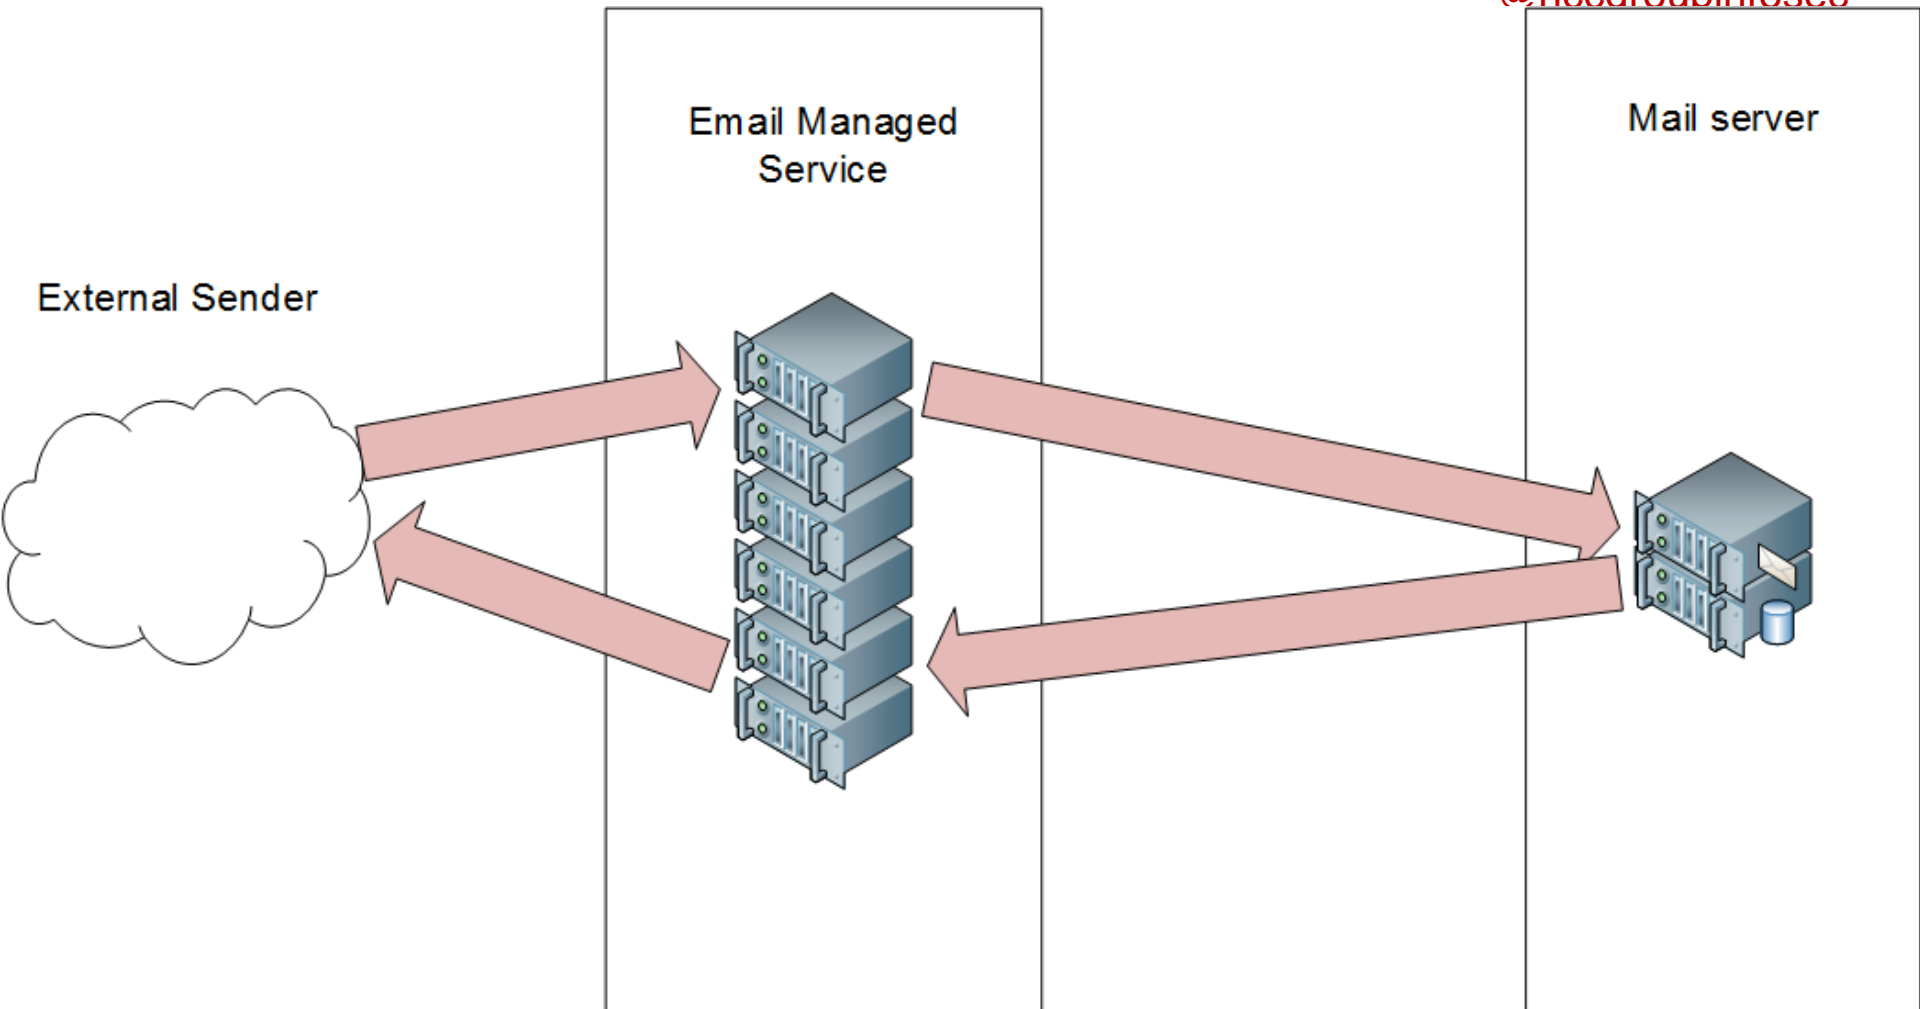 Email Managed
Service
Mail server
External Sender